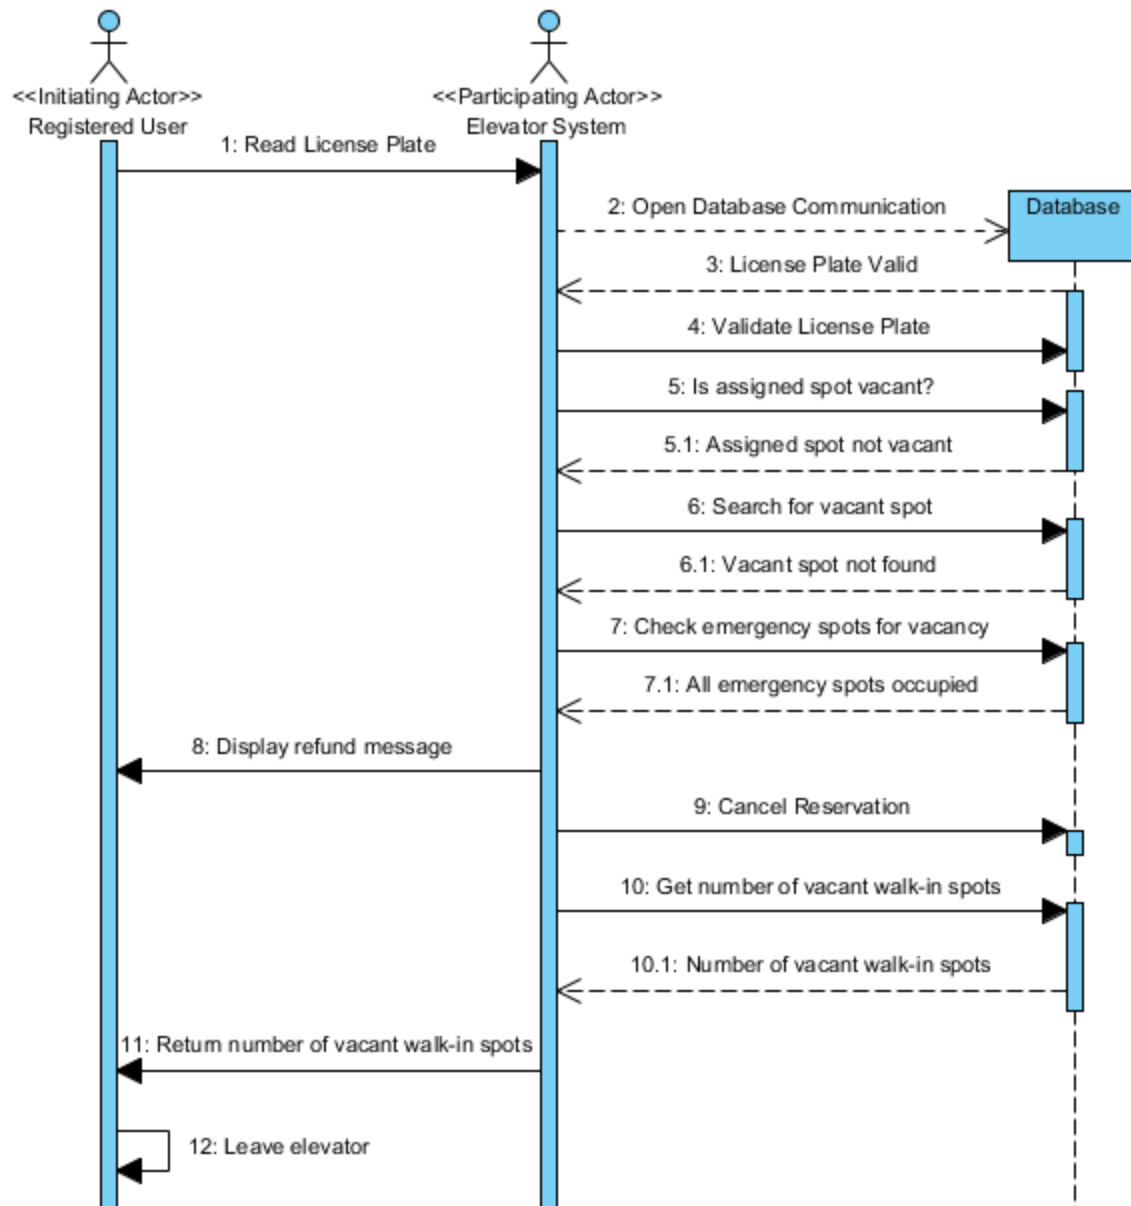 <<Initiating Actor>>
Registered User
<<Participating Actor>>
Elevator System
1: Read License Plate
2: Open Database Communication
Database
3: License Plate Valid
4: Validate License Plate
5: Is assigned spot vacant?
5.1: Assigned spot not vacant
6: Search for vacant spot
6.1: Vacant spot not found
7: Check emergency spots for vacancy
7.1: All emergency spots occupied
8: Display refund message
9: Cancel Reservation
10: Get number of vacant walk-in spots
10.1: Number of vacant walk-in spots
11: Return number of vacant walk-in spots
12: Leave elevator